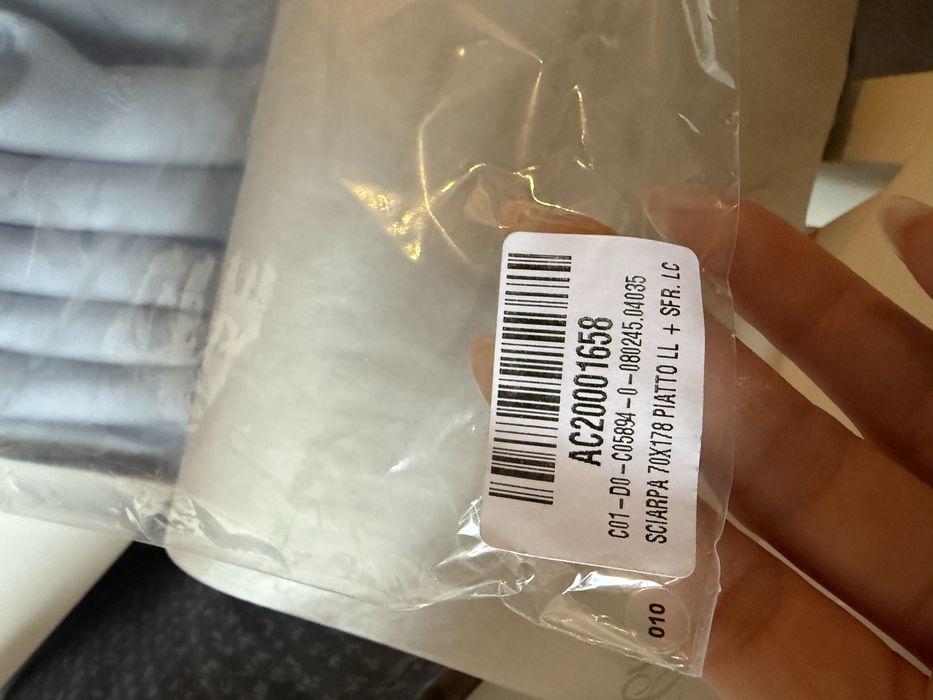 AC20001658
C01-D0-C05894-0-080245.04035
SCIARPA 70X178 PIATTO LL + SFR. LC
010